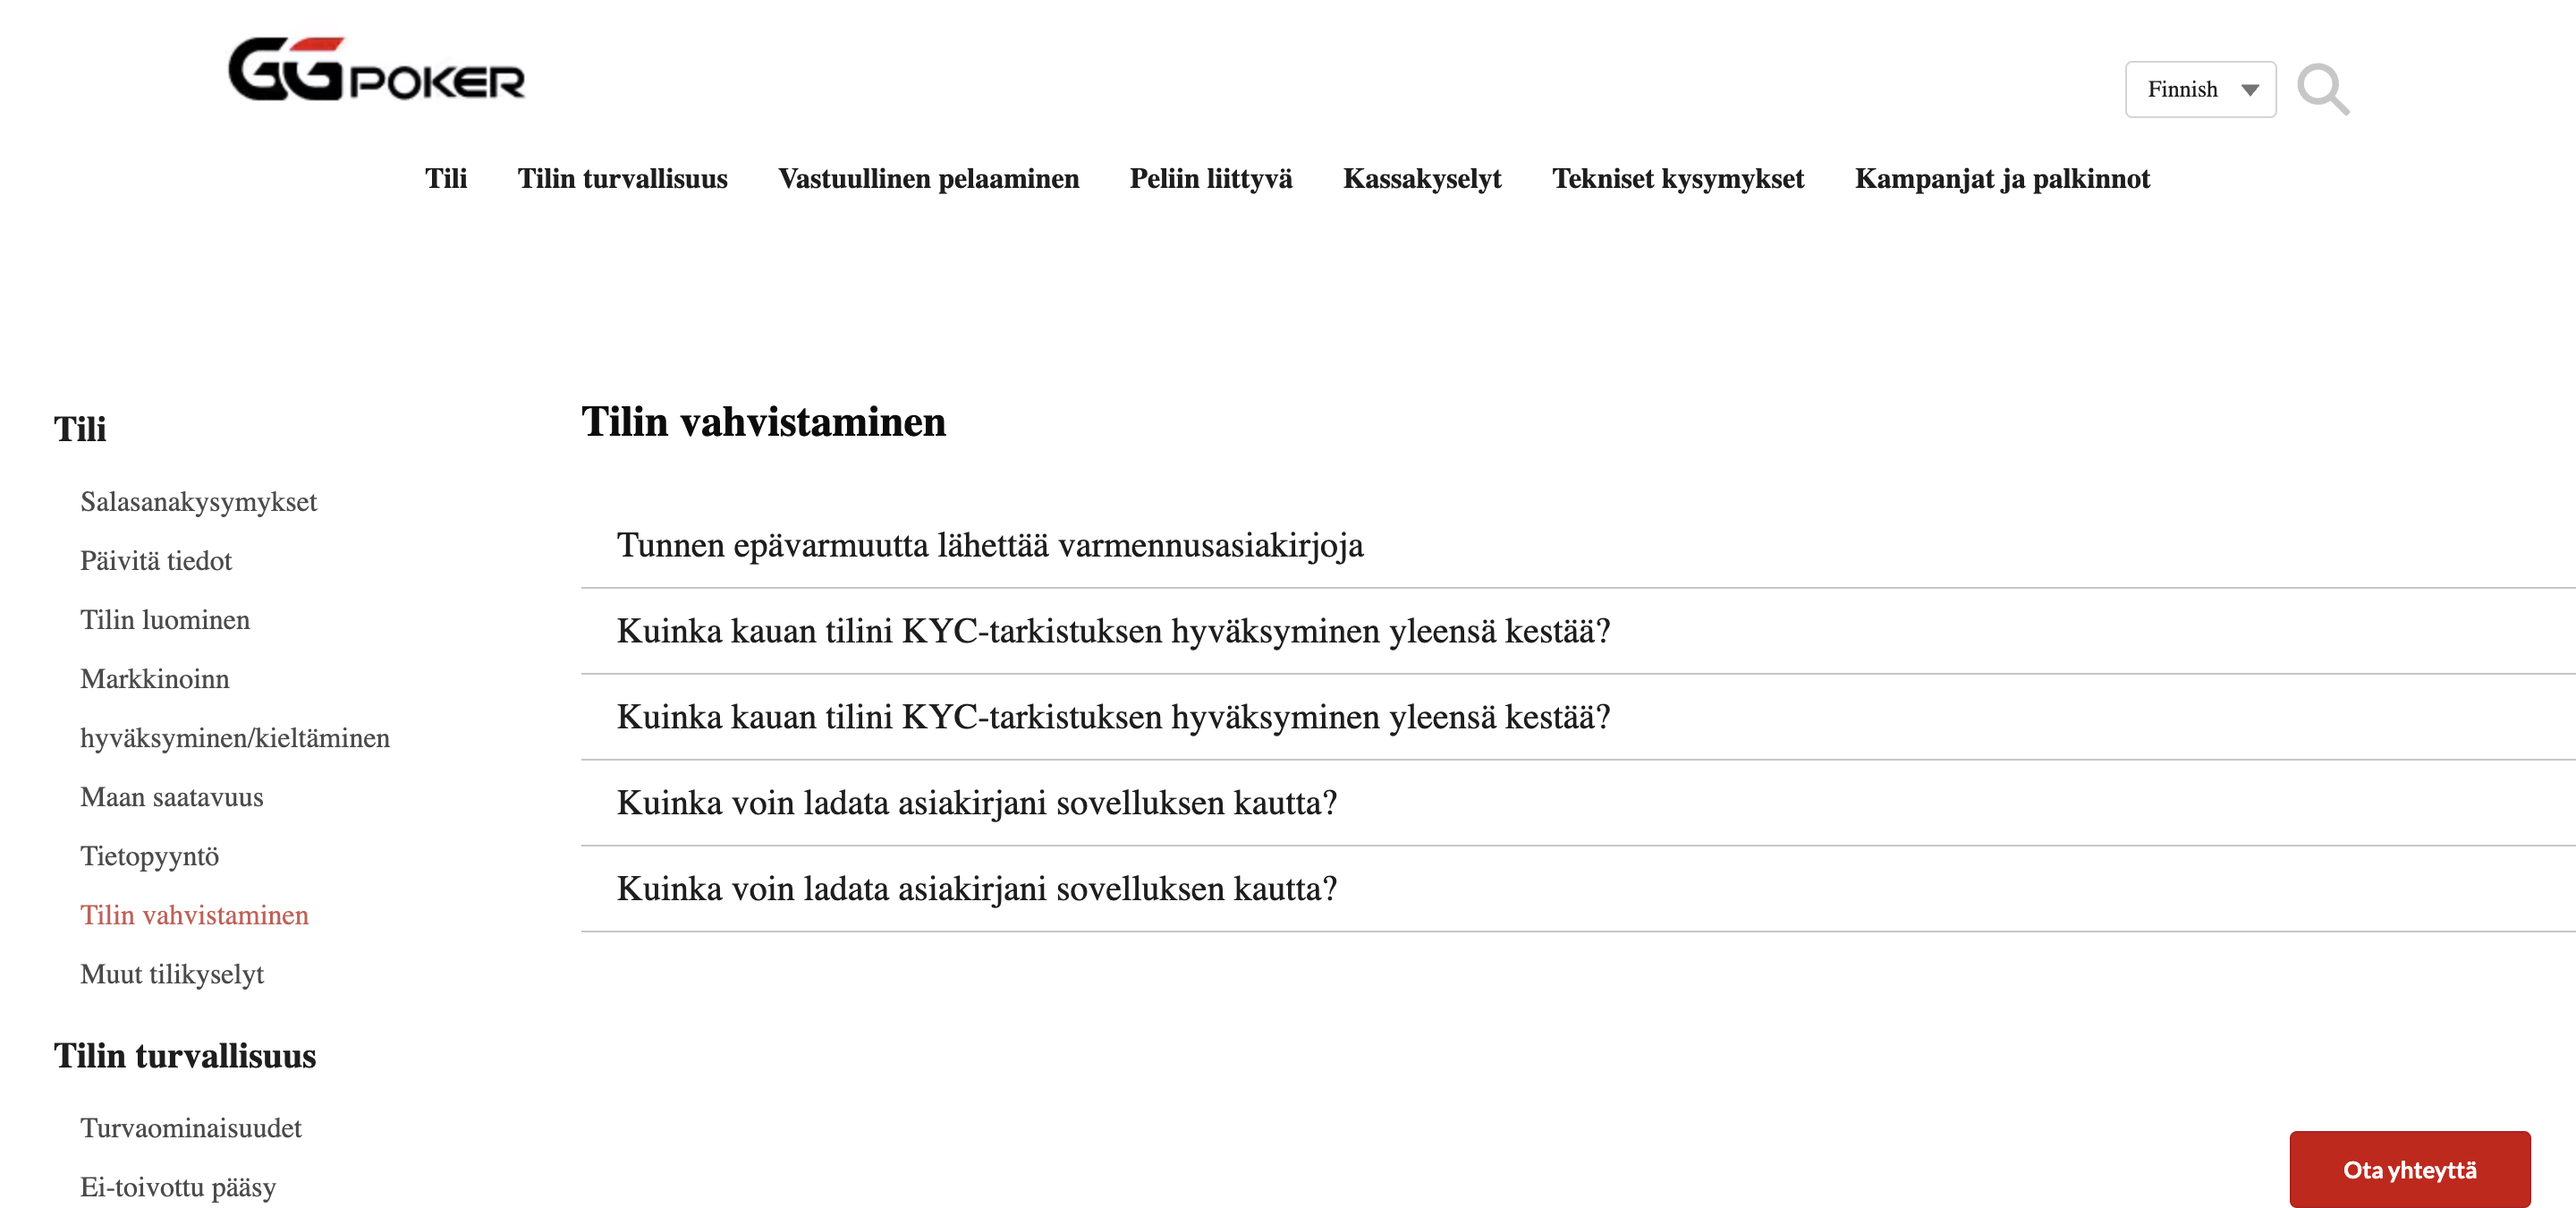 GGPOKER
Finnish
Tili Tilin turvallisuus Vastuullinen pelaaminen Peliin liittyvä Kassakyselyt Tekniset kysymykset Kampanjat ja palkinnot
Tili
Salasanakysymykset
Päivitä tiedot
Tilin luominen
Markkinoinn
hyväksyminen/kieltäminen
Maan saatavuus
Tietopyyntö
Tilin vahvistaminen
Muut tilikyselyt
Tilin turvallisuus
Turvaominaisuudet
Ei-toivottu pääsy
Tilin vahvistaminen
Tunnen epävarmuutta lähettää varmennusasiakirjoja
Kuinka kauan tilini KYC-tarkistuksen hyväksyminen yleensä kestää?
Kuinka kauan tilini KYC-tarkistuksen hyväksyminen yleensä kestää?
Kuinka voin ladata asiakirjani sovelluksen kautta?
Kuinka voin ladata asiakirjani sovelluksen kautta?
Ota yhteyttä